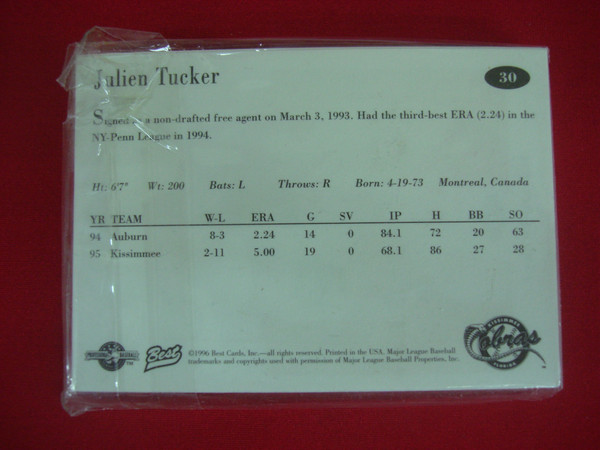 Julien Tucker
30
Signed as a non-drafted free agent on March 3, 1993. Had the third-best ERA (2.24) in the
NY-Penn League in 1994.
Ht: 6'7" Wt: 200 Bats: L Throws: R Born: 4-19-73 Montreal, Canada
YR TEAM W-L ERA G SV IP H BB SO
94 Auburn 8-3 2.24 14 0 84.1 72 20 63
95 Kissimmee 2-11 5.00 19 0 68.1 86 27 28
PROFESSIONAL BASEBALL
TM
Best
©1996 Best Cards, Inc.—all rights reserved. Printed in the USA. Major League Baseball
trademarks and copyrights used with permission of Major League Baseball Properties, Inc.
KISSIMMEE
Cobras
FLORIDA